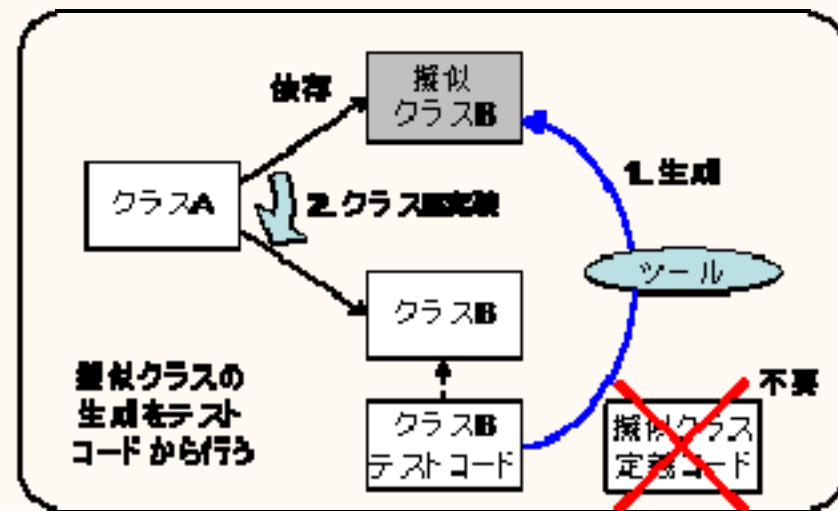 擬似
クラスB
依存
1. 生成
クラスA
2. クラスB実装
ツール
クラスB
擬似クラスの
生成をテスト
コードから行う
不要
クラスB
テストコード
擬似クラス
定義コード